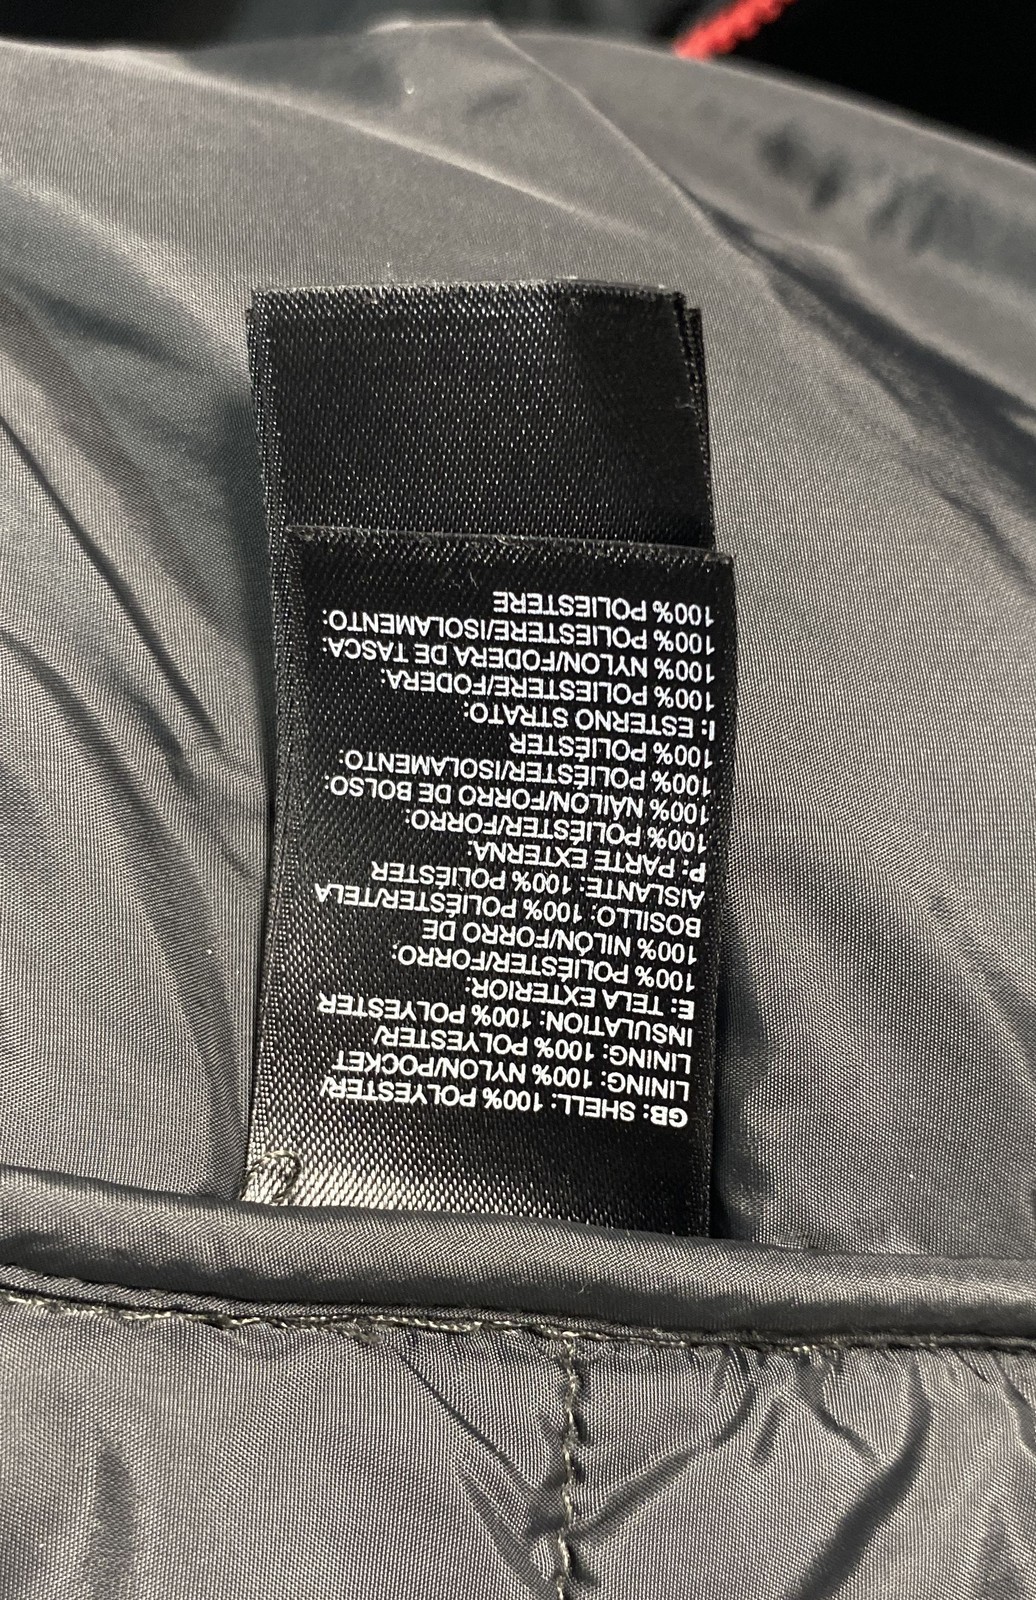 GB: SHELL: 100% POLYESTER/
LINING: 100% NYLON/POCKET
LINING: 100% POLYESTER/
INSULATION: 100% POLYESTER
E: TELA EXTERIOR:
100% POLIÉSTER/FORRO:
100% NILÓN/FORRO DE
BOSILLO: 100% POLIÉSTER/TELA
AISLANTE: 100% POLIÉSTER
P: PARTE EXTERNA:
100% POLIÉSTER/FORRO:
100% NÁILON/FORRO DE BOLSO:
100% POLIÉSTER/ISOLAMENTO:
100% POLIÉSTER
I: ESTERNO STRATO:
100% POLIESTERE/FODERA:
100% NYLON/FODERA DE TASCA:
100% POLIESTERE/ISOLAMENTO:
100% POLIESTERE